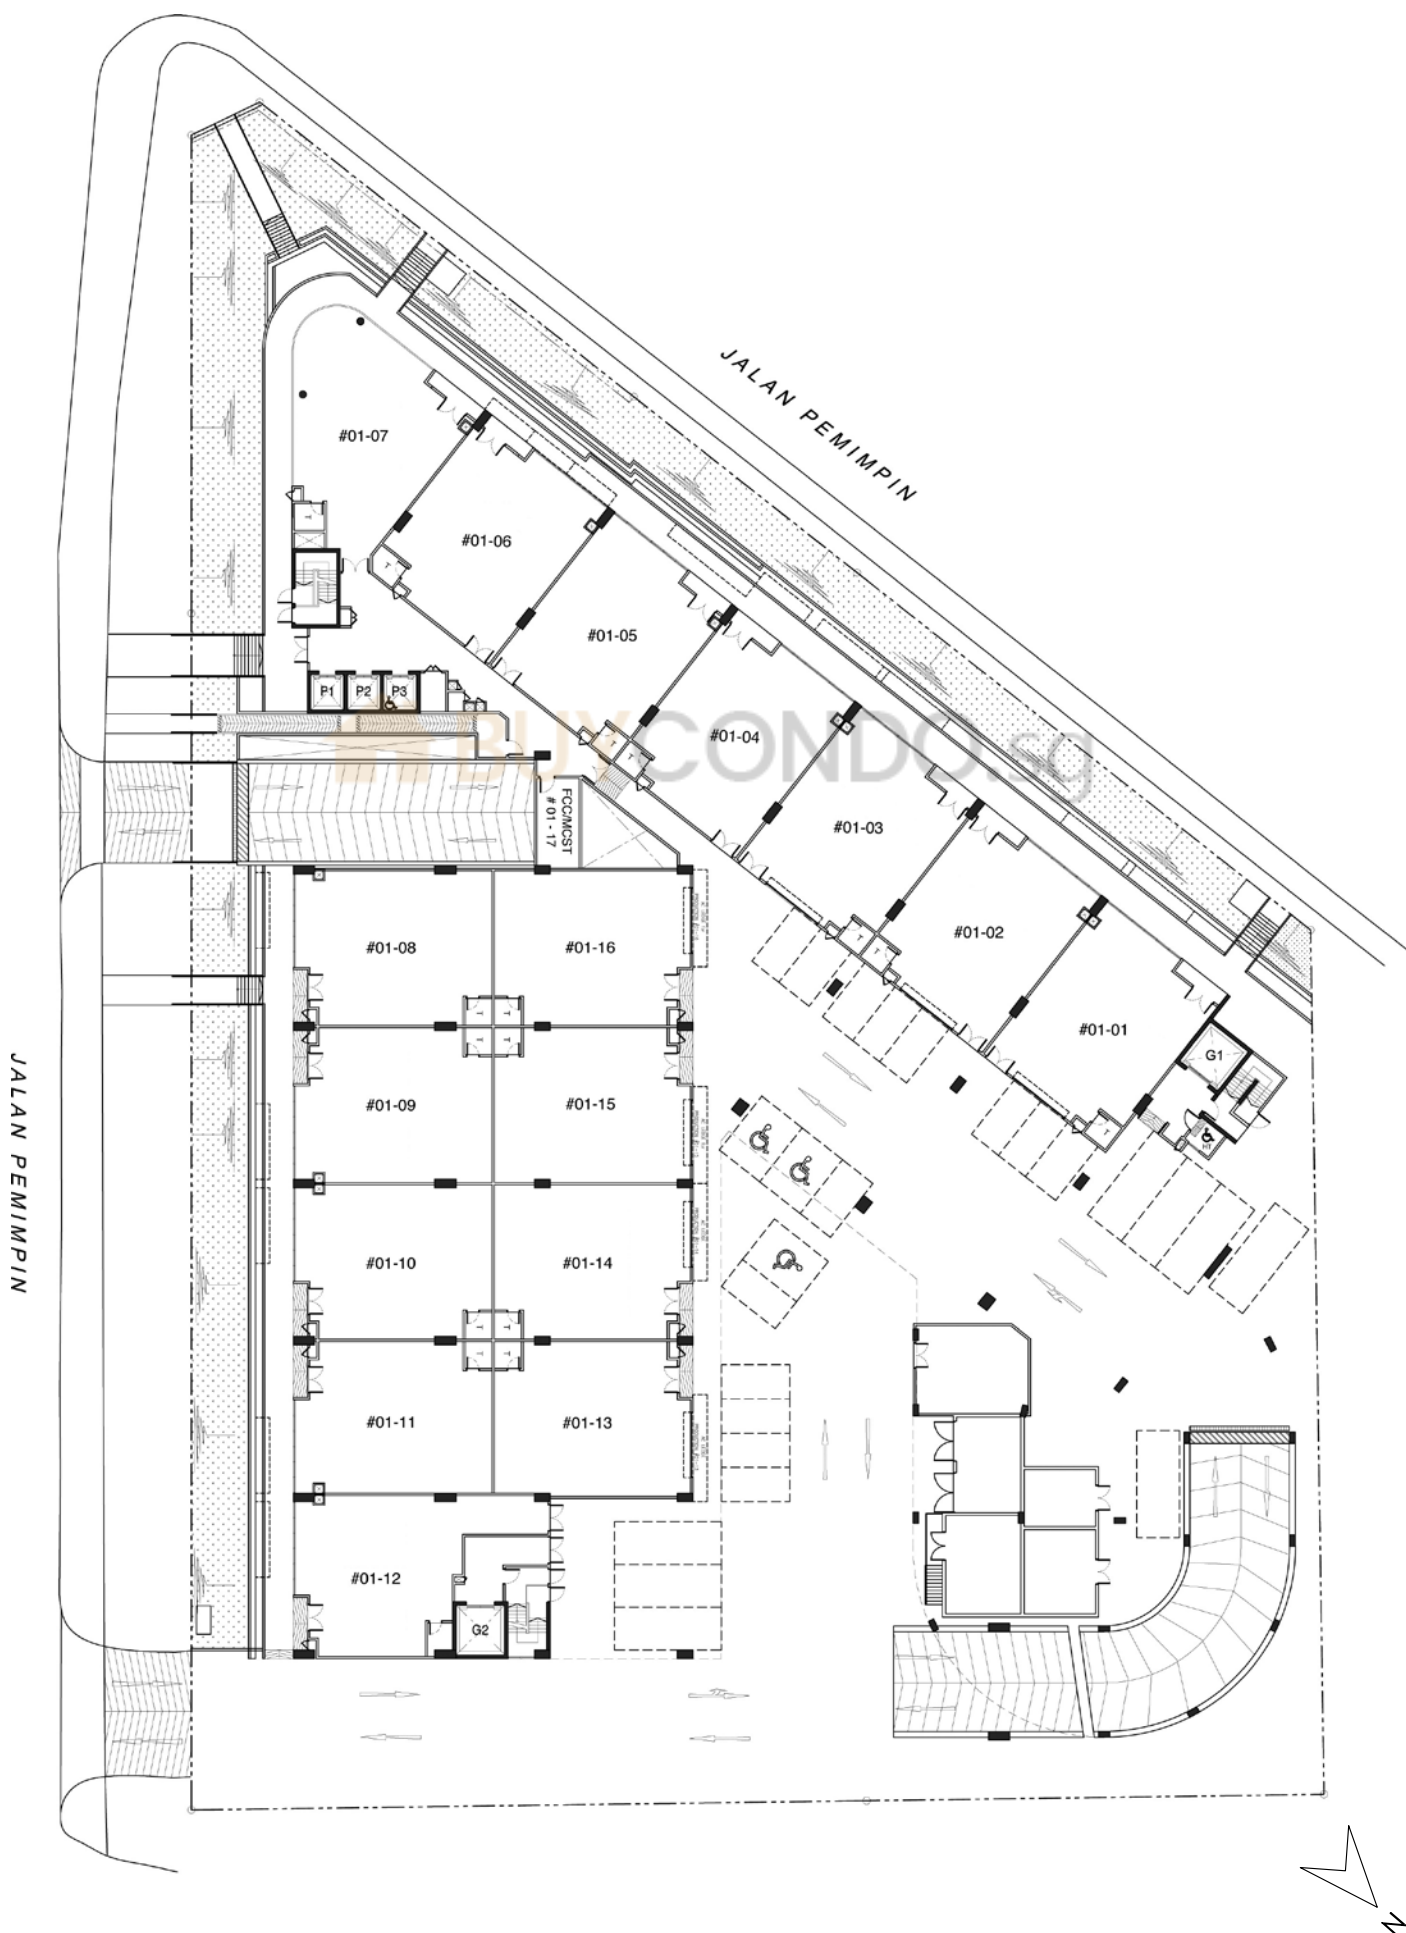 JALAN PEMIMPIN
#01-07
#01-06
T
T
#01-05
P1
P2
P3
BUYCONDO.sg
#01-04
T
T
FCC/MCST
# 01 - 17
#01-03
#01-02
T
T
#01-01
G1
T
#01-08
#01-16
T
T
T
T
#01-09
#01-15
JALAN PEMIMPIN
#01-10
#01-14
T
T
T
T
#01-11
#01-13
#01-12
G2
N